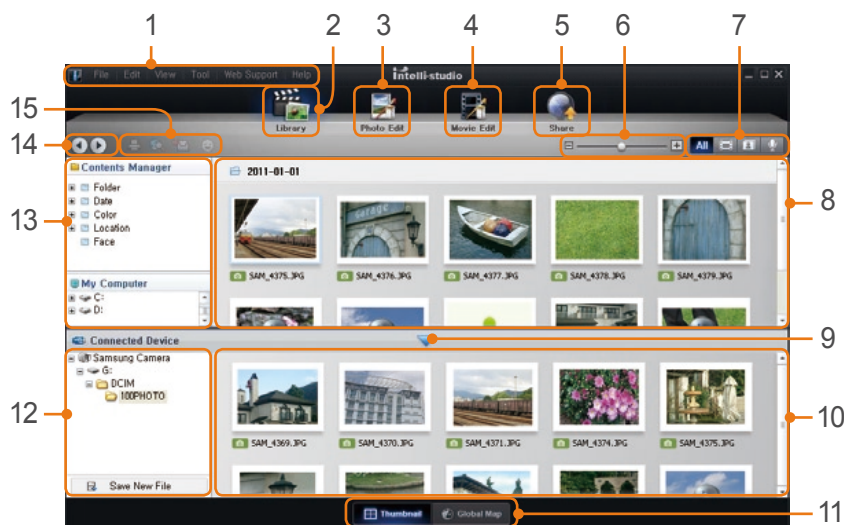 1 2 3 4 5 6 7
File Edit View Tool Web Support Help
intelli-studio
15
Library Photo Edit Movie Edit Share
14
All
Contents Manager
2011-01-01
Folder
Date
Color
Location
Face
13
8
SAM_4375.JPG SAM_4376.JPG SAM_4377.JPG SAM_4378.JPG SAM_4379.JPG
My Computer
C:
D:
Connected Device
9
Samsung Camera
G:
DCIM
100PHOTO
12
10
SAM_4369.JPG SAM_4370.JPG SAM_4371.JPG SAM_4374.JPG SAM_4375.JPG
Save New File
Thumbnail Global Map
11